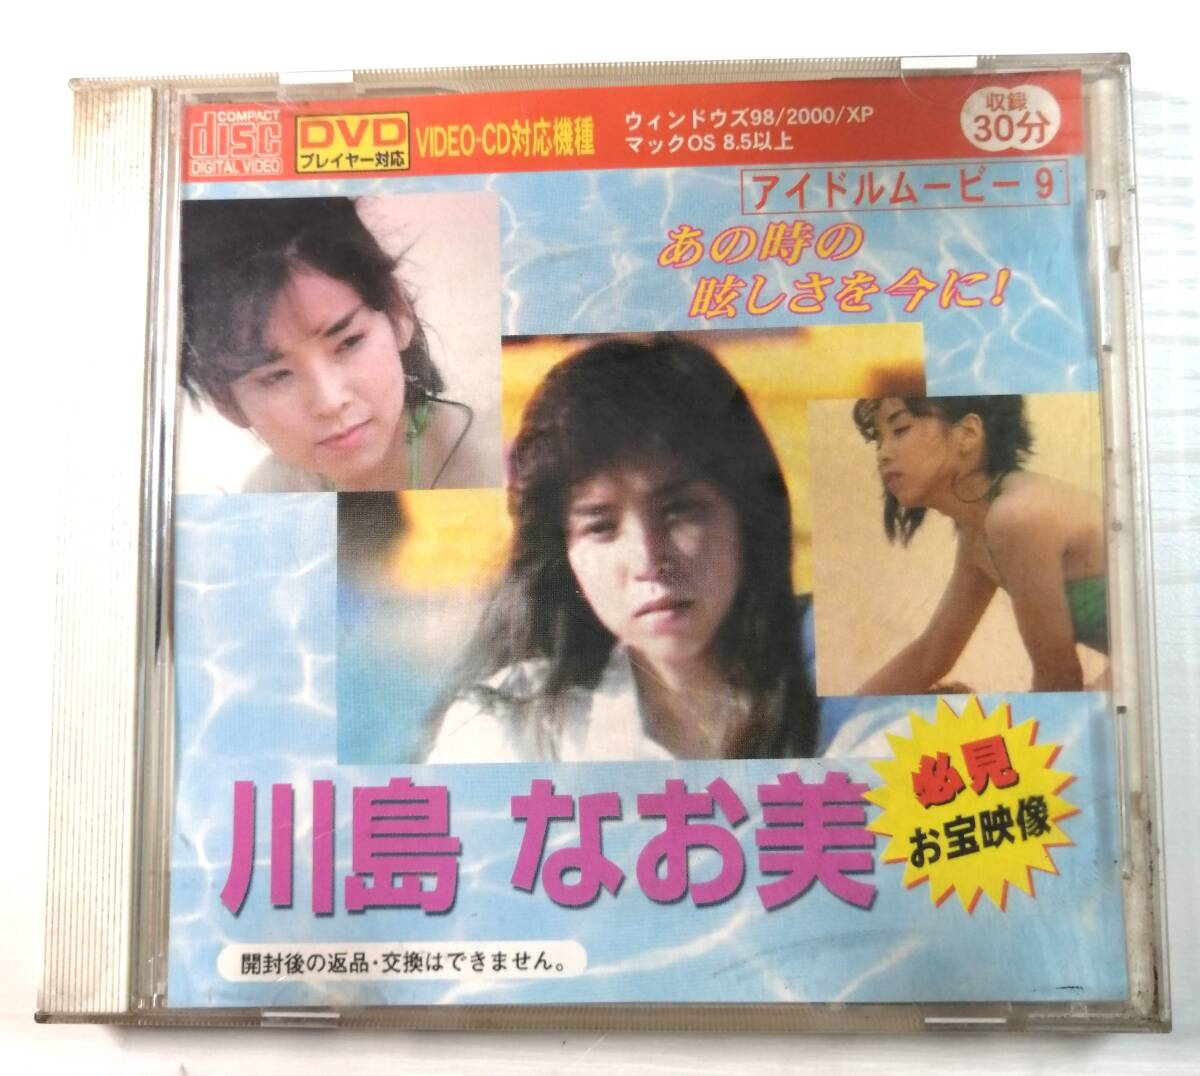 COMPACT
disc
DIGITAL VIDEO
DVD
プレイヤー対応
VIDEO-CD対応機種
ウィンドウズ98/2000/XP
マックOS 8.5以上
収録
30分
アイドルムービー 9
あの時の
眩しさを今に!
川島 なお美
必見
お宝映像
開封後の返品・交換はできません。